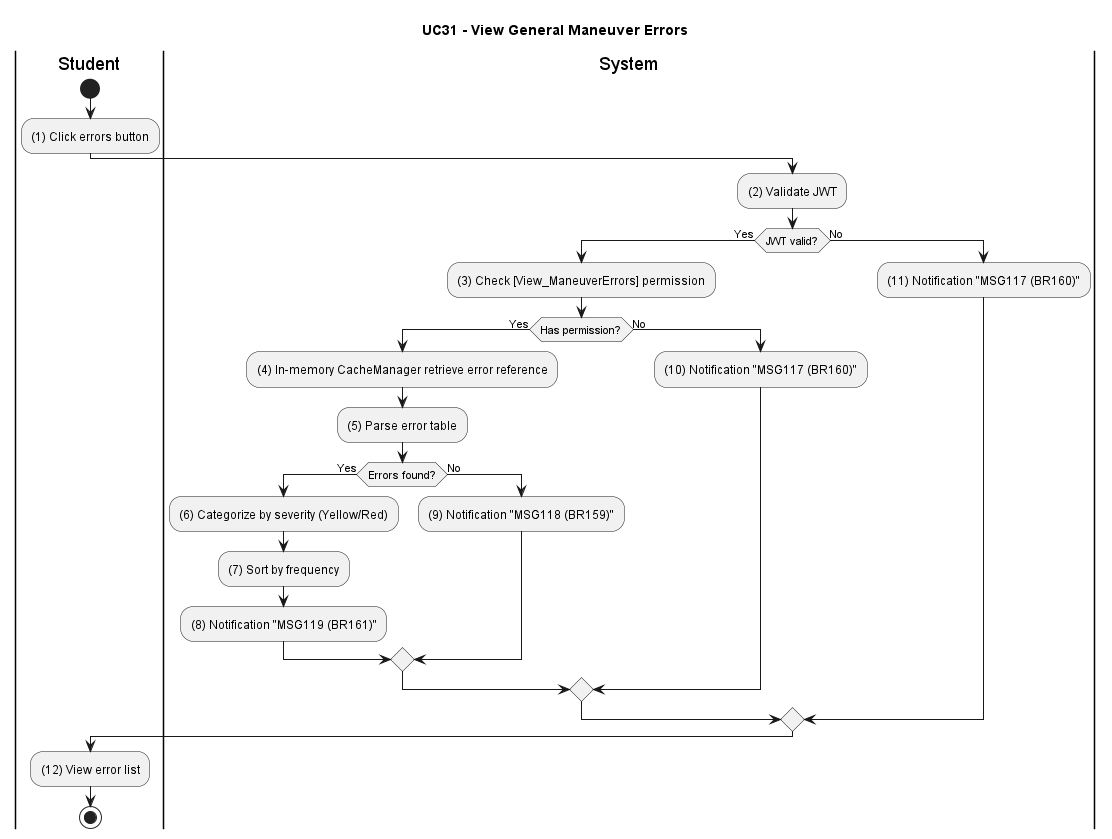 UC31 - View General Maneuver Errors
Student
System
(1) Click errors button
(2) Validate JWT
Yes
JWT valid?
No
(3) Check [View_ManeuverErrors] permission
(11) Notification "MSG117 (BR160)"
Yes
Has permission?
No
(4) In-memory CacheManager retrieve error reference
(10) Notification "MSG117 (BR160)"
(5) Parse error table
Yes
Errors found?
No
(6) Categorize by severity (Yellow/Red)
(9) Notification "MSG118 (BR159)"
(7) Sort by frequency
(8) Notification "MSG119 (BR161)"
(12) View error list